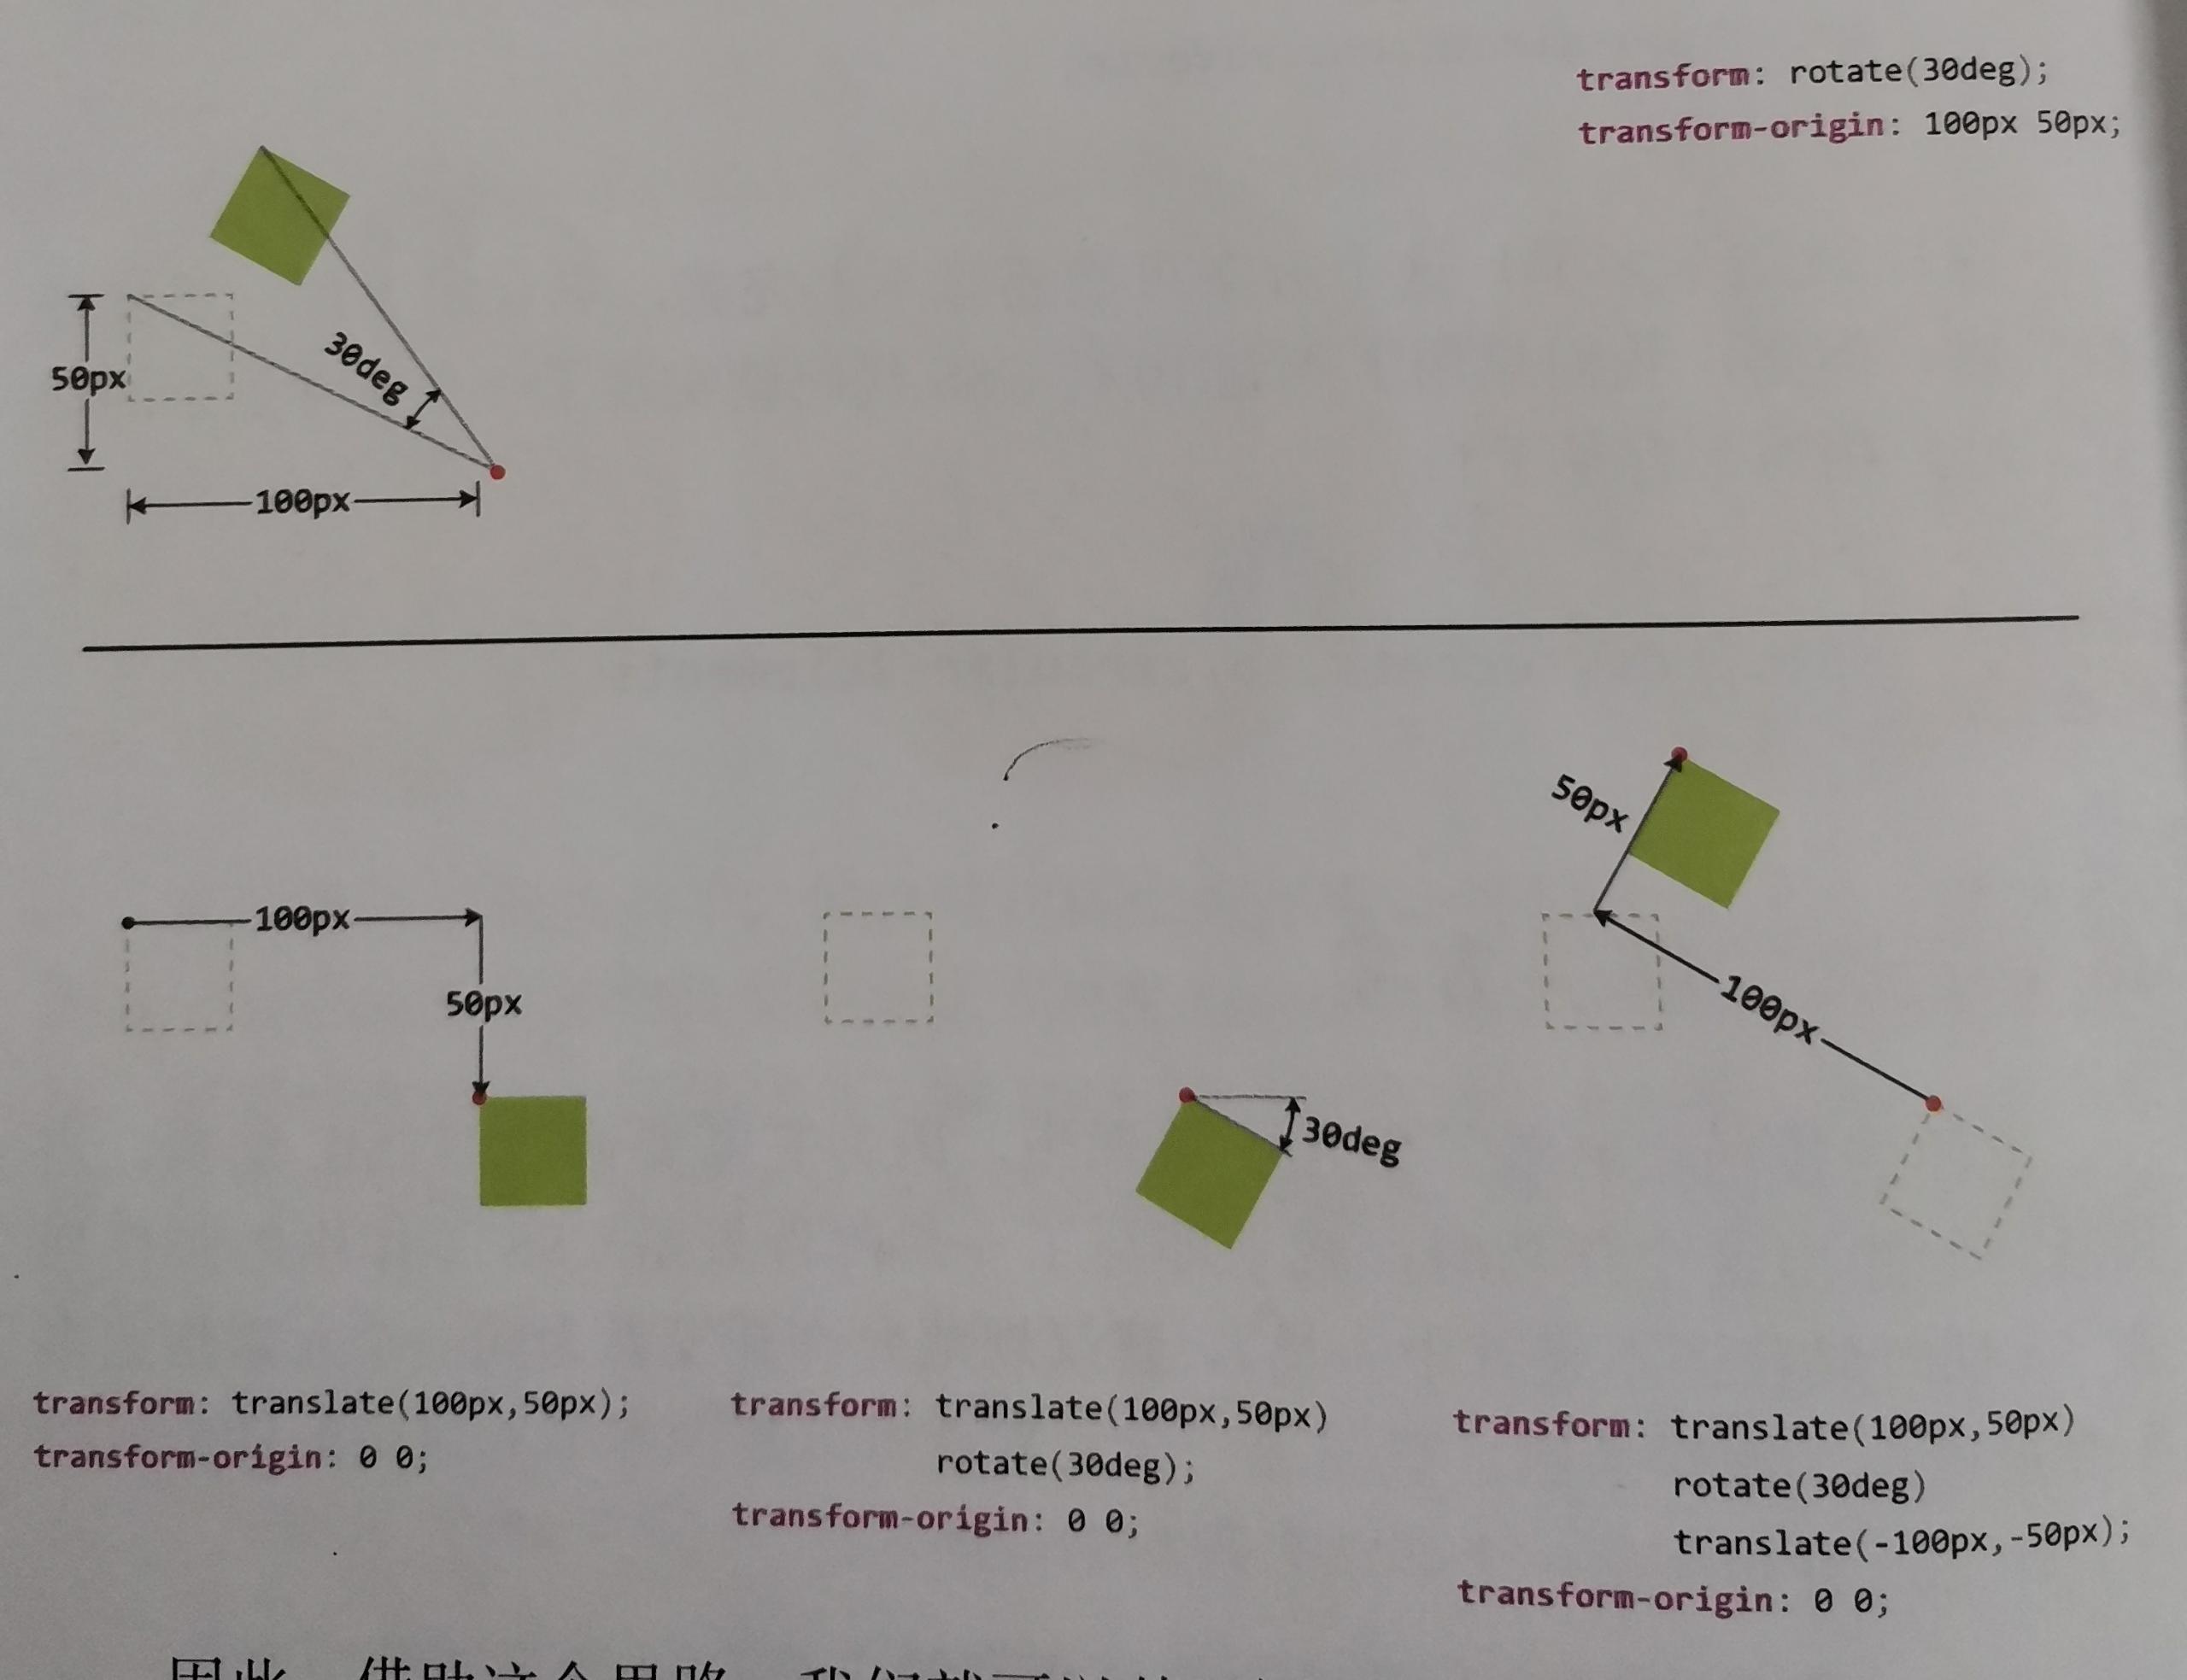 transform: rotate(30deg);
transform-origin: 100px 50px;
30deg
50px
100px
50px
100px
50px
100px
30deg
transform: translate(100px,50px);
transform-origin: 0 0;
transform: translate(100px,50px)
rotate(30deg);
transform-origin: 0 0;
transform: translate(100px,50px)
rotate(30deg)
translate(-100px,-50px);
transform-origin: 0 0;